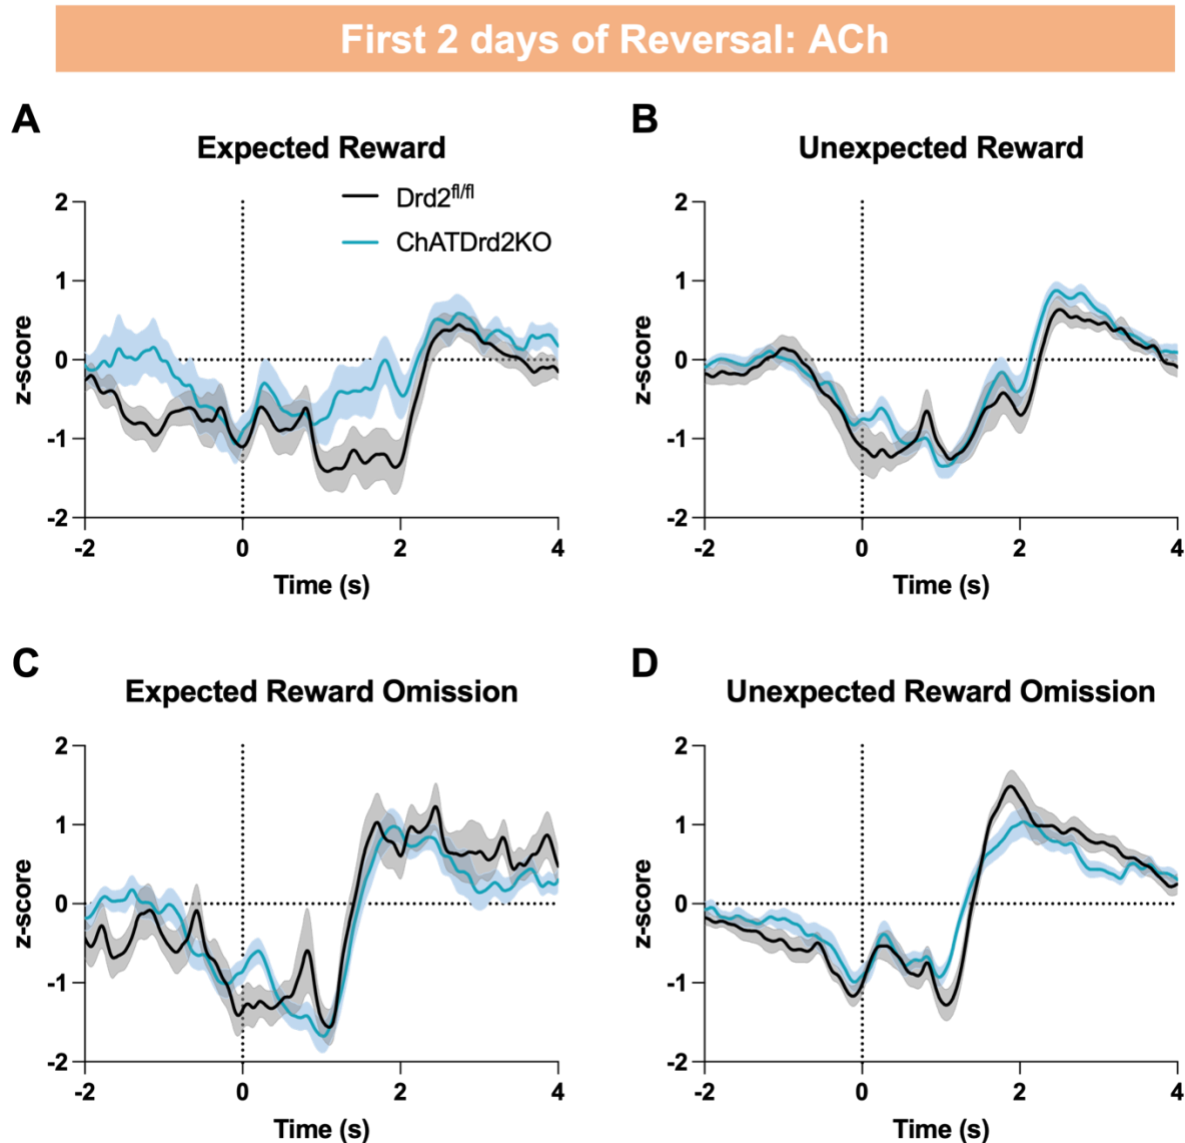 First 2 days of Reversal: ACh
A
Expected Reward
Drd2fl/fl
ChATDrd2KO
2
1
0
-1
-2
z-score
-2 0 2 4
Time (s)
B
Unexpected Reward
2
1
0
-1
-2
z-score
-2 0 2 4
Time (s)
C
Expected Reward Omission
2
1
0
-1
-2
z-score
-2 0 2 4
Time (s)
D
Unexpected Reward Omission
2
1
0
-1
-2
z-score
-2 0 2 4
Time (s)